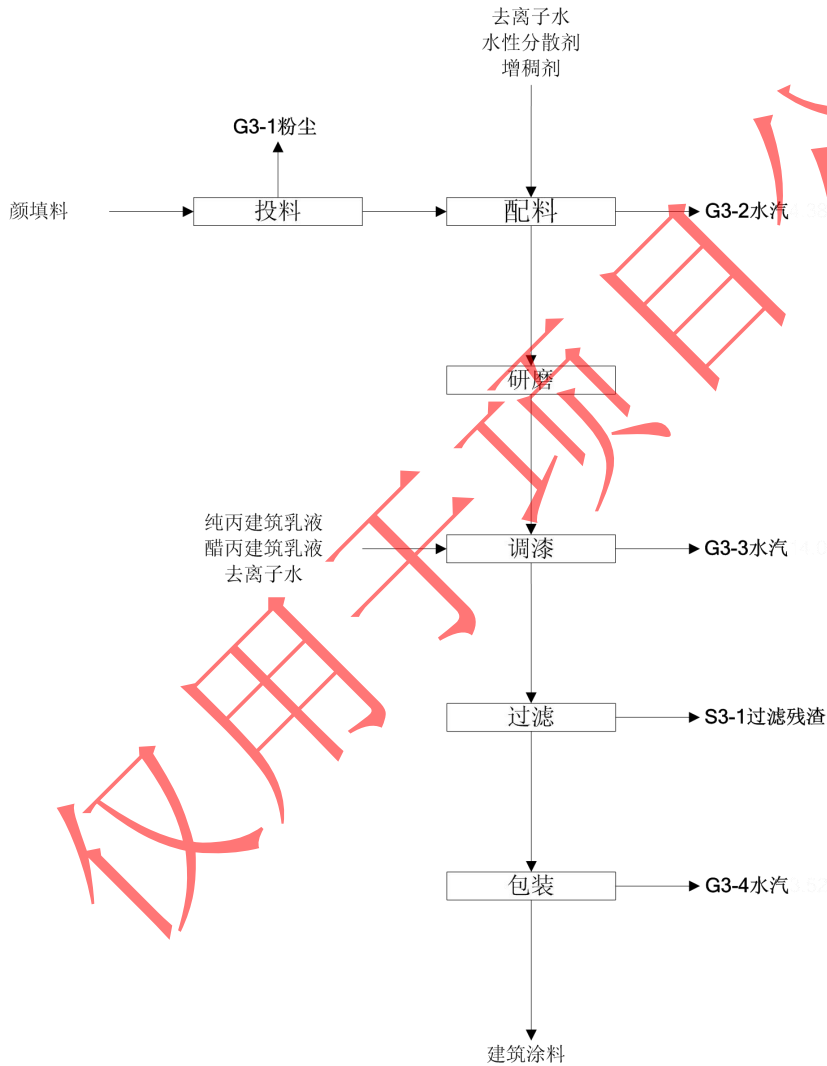 去离子水
水性分散剂
增稠剂
G3-1粉尘
颜填料
投料
配料
G3-2水汽
研磨
纯丙建筑乳液
醋丙建筑乳液
去离子水
调漆
G3-3水汽
过滤
S3-1过滤残渣
包装
G3-4水汽
建筑涂料
仅用于项目